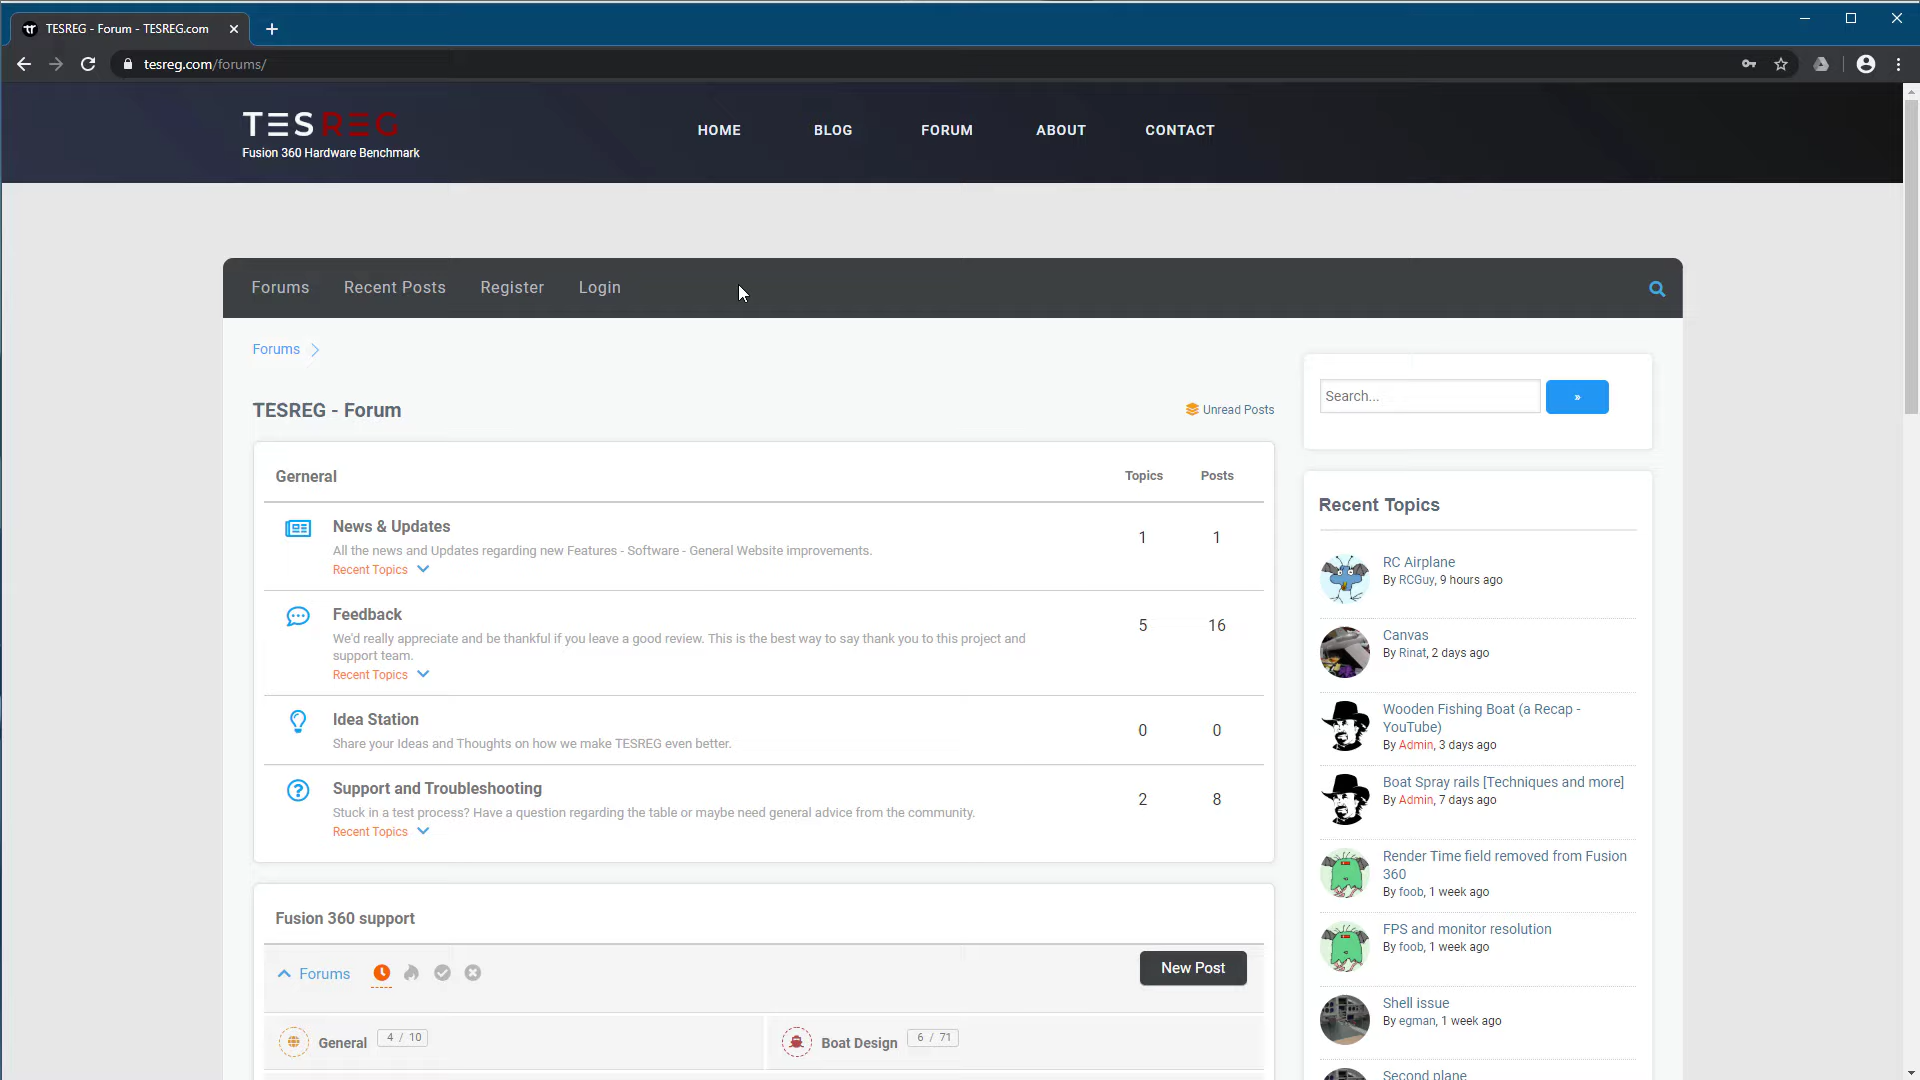 TESREG - Forum - TESREG.com
tesreg.com/forums/
TESREG
Fusion 360 Hardware Benchmark
HOME BLOG FORUM ABOUT CONTACT
Forums Recent Posts Register Login
Forums
TESREG - Forum
Unread Posts
Gerneral Topics Posts
News & Updates
All the news and Updates regarding new Features - Software - General Website improvements.
Recent Topics
1 1
Feedback
We'd really appreciate and be thankful if you leave a good review. This is the best way to say thank you to this project and
support team.
Recent Topics
5 16
Idea Station
Share your Ideas and Thoughts on how we make TESREG even better.
0 0
Support and Troubleshooting
Stuck in a test process? Have a question regarding the table or maybe need general advice from the community.
Recent Topics
2 8
Fusion 360 support
Forums
New Post
General 4 / 10
Boat Design 6 / 71
Search...
»
Recent Topics
RC Airplane
By RCGuy, 9 hours ago
Canvas
By Rinat, 2 days ago
Wooden Fishing Boat (a Recap -
YouTube)
By Admin, 3 days ago
Boat Spray rails [Techniques and more]
By Admin, 7 days ago
Render Time field removed from Fusion
360
By foob, 1 week ago
FPS and monitor resolution
By foob, 1 week ago
Shell issue
By egman, 1 week ago
Second plane